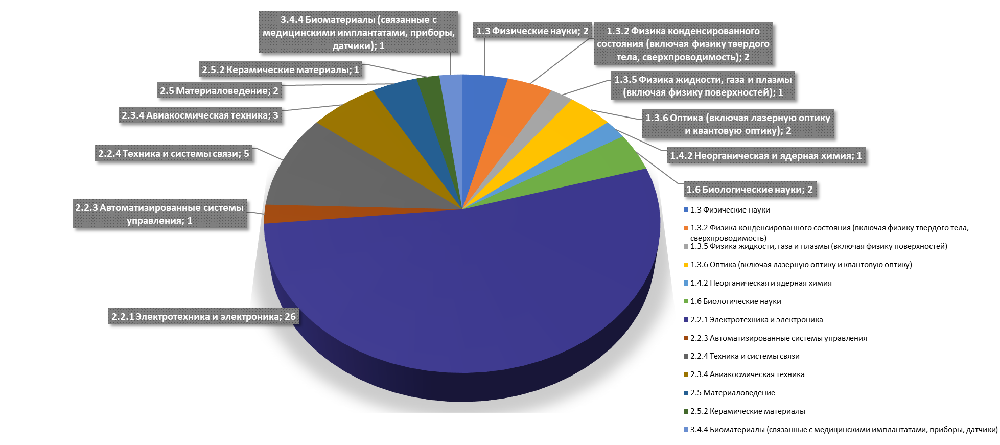 3.4.4 Биоматериалы (связанные с
медицинскими имплантатами, приборы,
датчики); 1
1.3 Физические науки; 2
1.3.2 Физика конденсированного
состояния (включая физику твердого
тела, сверхпроводимость); 2
2.5.2 Керамические материалы; 1
1.3.5 Физика жидкости, газа и плазмы
(включая физику поверхностей); 1
2.5 Материаловедение; 2
2.3.4 Авиакосмическая техника; 3
1.3.6 Оптика (включая лазерную оптику
и квантовую оптику); 2
2.2.4 Техника и системы связи; 5
1.4.2 Неорганическая и ядерная химия; 1
1.6 Биологические науки; 2
2.2.3 Автоматизированные системы
управления; 1
2.2.1 Электротехника и электроника; 26
1.3 Физические науки
1.3.2 Физика конденсированного состояния (включая физику твердого тела,
сверхпроводимость)
1.3.5 Физика жидкости, газа и плазмы (включая физику поверхностей)
1.3.6 Оптика (включая лазерную оптику и квантовую оптику)
1.4.2 Неорганическая и ядерная химия
1.6 Биологические науки
2.2.1 Электротехника и электроника
2.2.3 Автоматизированные системы управления
2.2.4 Техника и системы связи
2.3.4 Авиакосмическая техника
2.5 Материаловедение
2.5.2 Керамические материалы
3.4.4 Биоматериалы (связанные с медицинскими имплантатами, приборы, датчики)